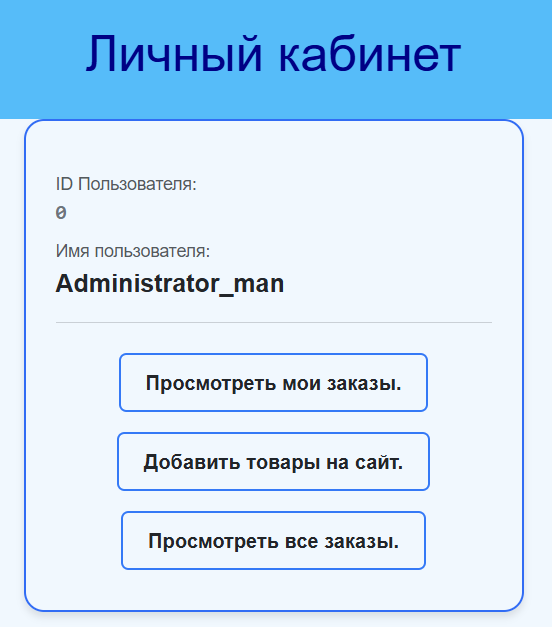 Личный кабинет
ID Пользователя:
0
Имя пользователя:
Administrator_man
Просмотреть мои заказы.
Добавить товары на сайт.
Просмотреть все заказы.